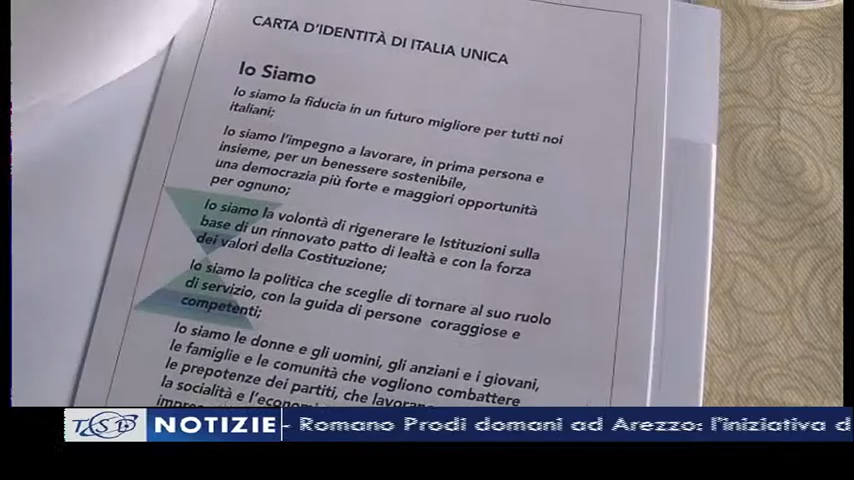 CARTA D'IDENTITÀ DI ITALIA UNICA
Io Siamo
Io siamo la fiducia in un futuro migliore per tutti noi
italiani;
Io siamo l'impegno a lavorare, in prima persona e
insieme, per un benessere sostenibile,
una democrazia più forte e maggiori opportunità
per ognuno;
Io siamo la volontà di rigenerare le Istituzioni sulla
base di un rinnovato patto di lealtà e con la forza
dei valori della Costituzione;
Io siamo la politica che sceglie di tornare al suo ruolo
di servizio, con la guida di persone coraggiose e
competenti;
Io siamo le donne e gli uomini, gli anziani e i giovani,
le famiglie e le comunità che vogliono combattere
le prepotenze dei partiti, che lavorano
la socialità e
TSD NOTIZIE - Romano Prodi domani ad Arezzo: l'iniziativa d